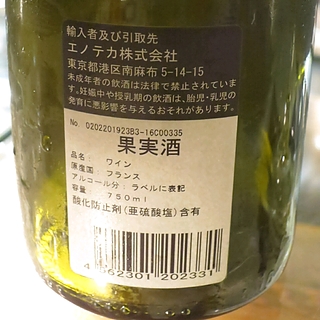 輸入者及び引取先
エノテカ株式会社
東京都港区南麻布 5-14-15
未成年者の飲酒は法律で禁止されていま
す。妊娠中や授乳期の飲酒は、胎児・乳児の
発育に悪影響を与えるおそれがあります。
No. 0202201923B3-16C00335
果実酒
品名: ワイン
原産国: フランス
アルコール分: ラベルに表記
容量: 750ml
酸化防止剤(亜硫酸塩)含有
4562301202331